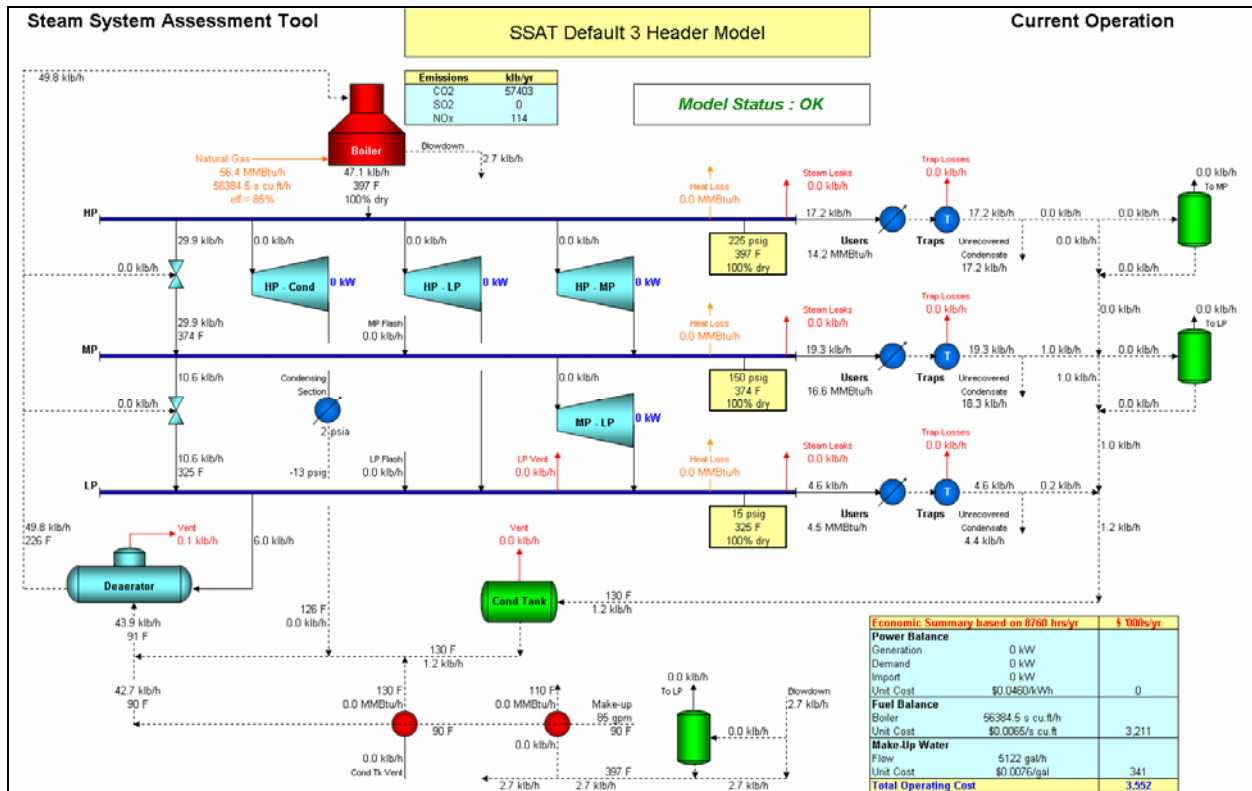 Steam System Assessment Tool
SSAT Default 3 Header Model
Current Operation
49.8 klb/h
Emissions klb/yr
CO2 57403
SO2 0
NOx 114
Model Status : OK
Boiler
Blowdown
2.7 klb/h
Natural Gas
56.4 MMBtu/h
56384.5 s cu.ft/h
eff = 85%
47.1 klb/h
397 F
100% dry
Heat Loss
0.0 MMBtu/h
Steam Leaks
0.0 klb/h
Trap Losses
0.0 klb/h
0.0 klb/h
To MP
HP
17.2 klb/h
T
17.2 klb/h
0.0 klb/h
0.0 klb/h
29.9 klb/h
0.0 klb/h
0.0 klb/h
0.0 klb/h
225 psig
397 F
100% dry
Users
14.2 MMBtu/h
Traps
Unrecovered
Condensate
17.2 klb/h
0.0 klb/h
0.0 klb/h
0.0 klb/h
HP - Cond
0 kW
HP - LP
0 kW
HP - MP
0 kW
29.9 klb/h
374 F
MP Flash
0.0 klb/h
Heat Loss
0.0 MMBtu/h
Steam Leaks
0.0 klb/h
Trap Losses
0.0 klb/h
0.0 klb/h
0.0 klb/h
To LP
MP
19.3 klb/h
T
19.3 klb/h
1.0 klb/h
0.0 klb/h
10.6 klb/h
Condensing
Section
0.0 klb/h
150 psig
374 F
100% dry
Users
16.6 MMBtu/h
Traps
Unrecovered
Condensate
18.3 klb/h
1.0 klb/h
0.0 klb/h
0.0 klb/h
2 psia
MP - LP
0 kW
10.6 klb/h
325 F
-13 psig
LP Flash
0.0 klb/h
LP Vent
0.0 klb/h
Heat Loss
0.0 MMBtu/h
Steam Leaks
0.0 klb/h
Trap Losses
0.0 klb/h
1.0 klb/h
LP
4.6 klb/h
T
4.6 klb/h
0.2 klb/h
49.8 klb/h
226 F
Vent
0.1 klb/h
6.0 klb/h
Vent
0.0 klb/h
15 psig
325 F
100% dry
Users
4.5 MMBtu/h
Traps
Unrecovered
Condensate
4.4 klb/h
1.2 klb/h
Deaerator
Cond Tank
130 F
1.2 klb/h
43.9 klb/h
91 F
126 F
0.0 klb/h
130 F
1.2 klb/h
42.7 klb/h
90 F
130 F
0.0 MMBtu/h
110 F
0.0 MMBtu/h
Make-up
85 gpm
90 F
90 F
0.0 klb/h
To LP
Blowdown
2.7 klb/h
0.0 klb/h
0.0 klb/h
0.0 klb/h
Cond Tk Vent
397 F
2.7 klb/h
2.7 klb/h
2.7 klb/h
2.7 klb/h
Economic Summary based on 8760 hrs/yr $ '000s/yr
Power Balance
Generation 0 kW
Demand 0 kW
Import 0 kW
Unit Cost $0.0460/kWh 0
Fuel Balance
Boiler 56384.5 s cu.ft/h
Unit Cost $0.0065/s cu.ft 3,211
Make-Up Water
Flow 5122 gal/h
Unit Cost $0.0076/gal 341
Total Operating Cost 3,552